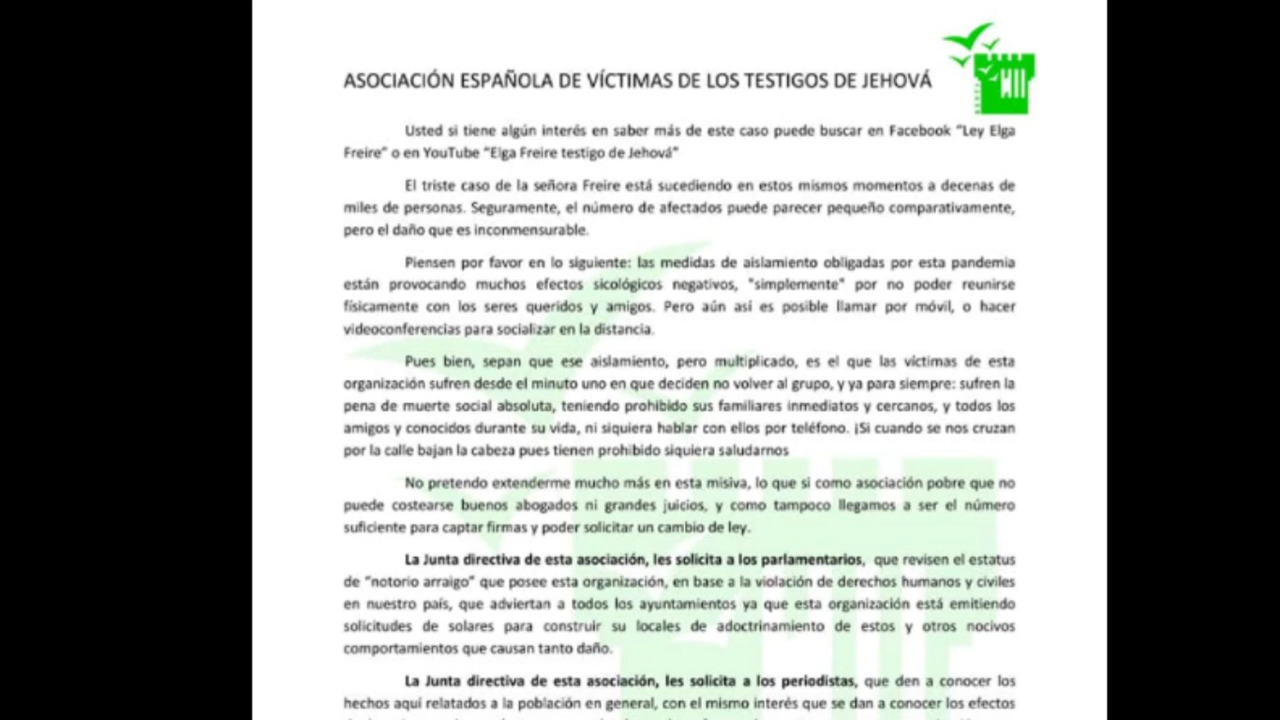 ASOCIACIÓN ESPAÑOLA DE VÍCTIMAS DE LOS TESTIGOS DE JEHOVÁ
Usted si tiene algún interés en saber más de este caso puede buscar en Facebook “Ley Elga
Freire” o en YouTube “Elga Freire testigo de Jehová”
El triste caso de la señora Freire está sucediendo en estos mismos momentos a decenas de
miles de personas. Seguramente, el número de afectados puede parecer pequeño comparativamente,
pero el daño que es inconmensurable.
Piensen por favor en lo siguiente: las medidas de aislamiento obligadas por esta pandemia
están provocando muchos efectos sicológicos negativos, "simplemente" por no poder reunirse
físicamente con los seres queridos y amigos. Pero aún así es posible llamar por móvil, o hacer
videoconferencias para socializar en la distancia.
Pues bien, sepan que ese aislamiento, pero multiplicado, es el que las víctimas de esta
organización sufren desde el minuto uno en que deciden no volver al grupo, y ya para siempre: sufren la
pena de muerte social absoluta, teniendo prohibido sus familiares inmediatos y cercanos, y todos los
amigos y conocidos durante su vida, ni siquiera hablar con ellos por teléfono. ¡Si cuando se nos cruzan
por la calle bajan la cabeza pues tienen prohibido siquiera saludarnos
No pretendo extenderme mucho más en esta misiva, lo que si como asociación pobre que no
puede costearse buenos abogados ni grandes juicios, y como tampoco llegamos a ser el número
suficiente para captar firmas y poder solicitar un cambio de ley.
La Junta directiva de esta asociación, les solicita a los parlamentarios, que revisen el estatus
de “notorio arraigo” que posee esta organización, en base a la violación de derechos humanos y civiles
en nuestro país, que adviertan a todos los ayuntamientos ya que esta organización está emitiendo
solicitudes de solares para construir su locales de adoctrinamiento de estos y otros nocivos
comportamientos que causan tanto daño.
La Junta directiva de esta asociación, les solicita a los periodistas, que den a conocer los
hechos aquí relatados a la población en general, con el mismo interés que se dan a conocer los efectos